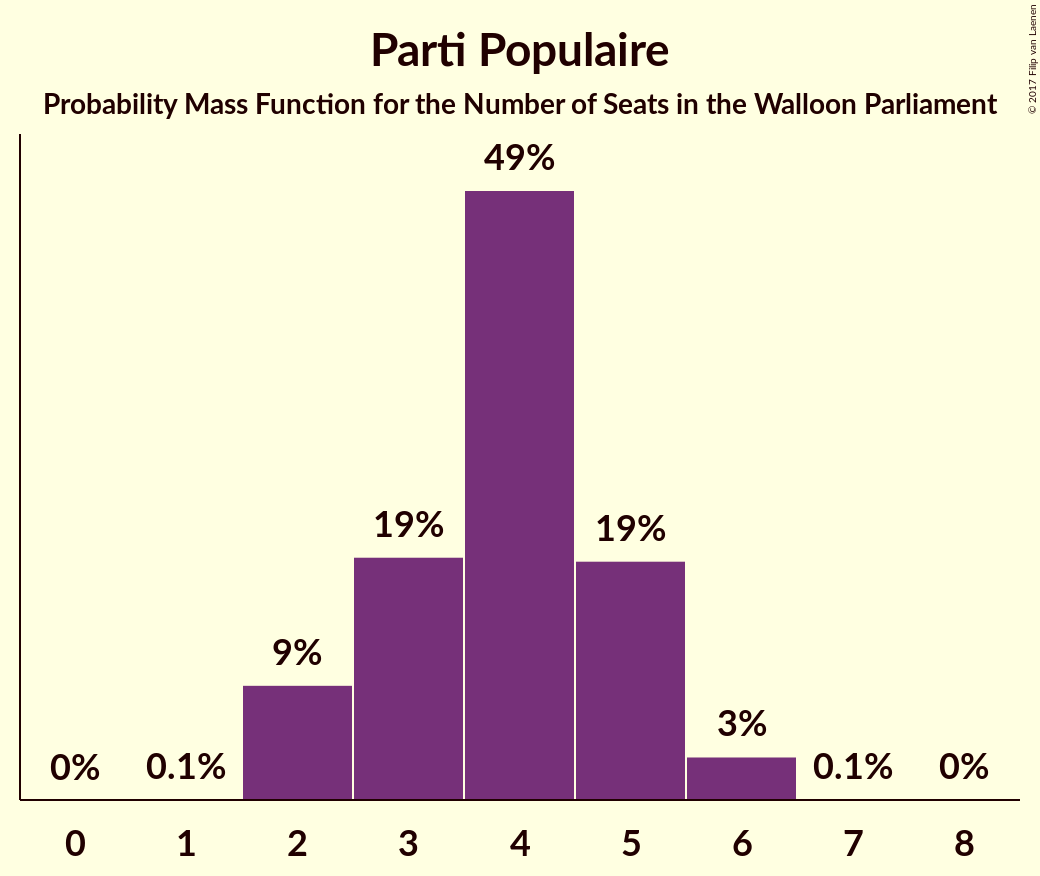 Parti Populaire
Probability Mass Function for the Number of Seats in the Walloon Parliament
© 2017 Filip van Laenen
49%
19%
19%
9%
3%
0%
0.1%
0.1%
0%
0 1 2 3 4 5 6 7 8